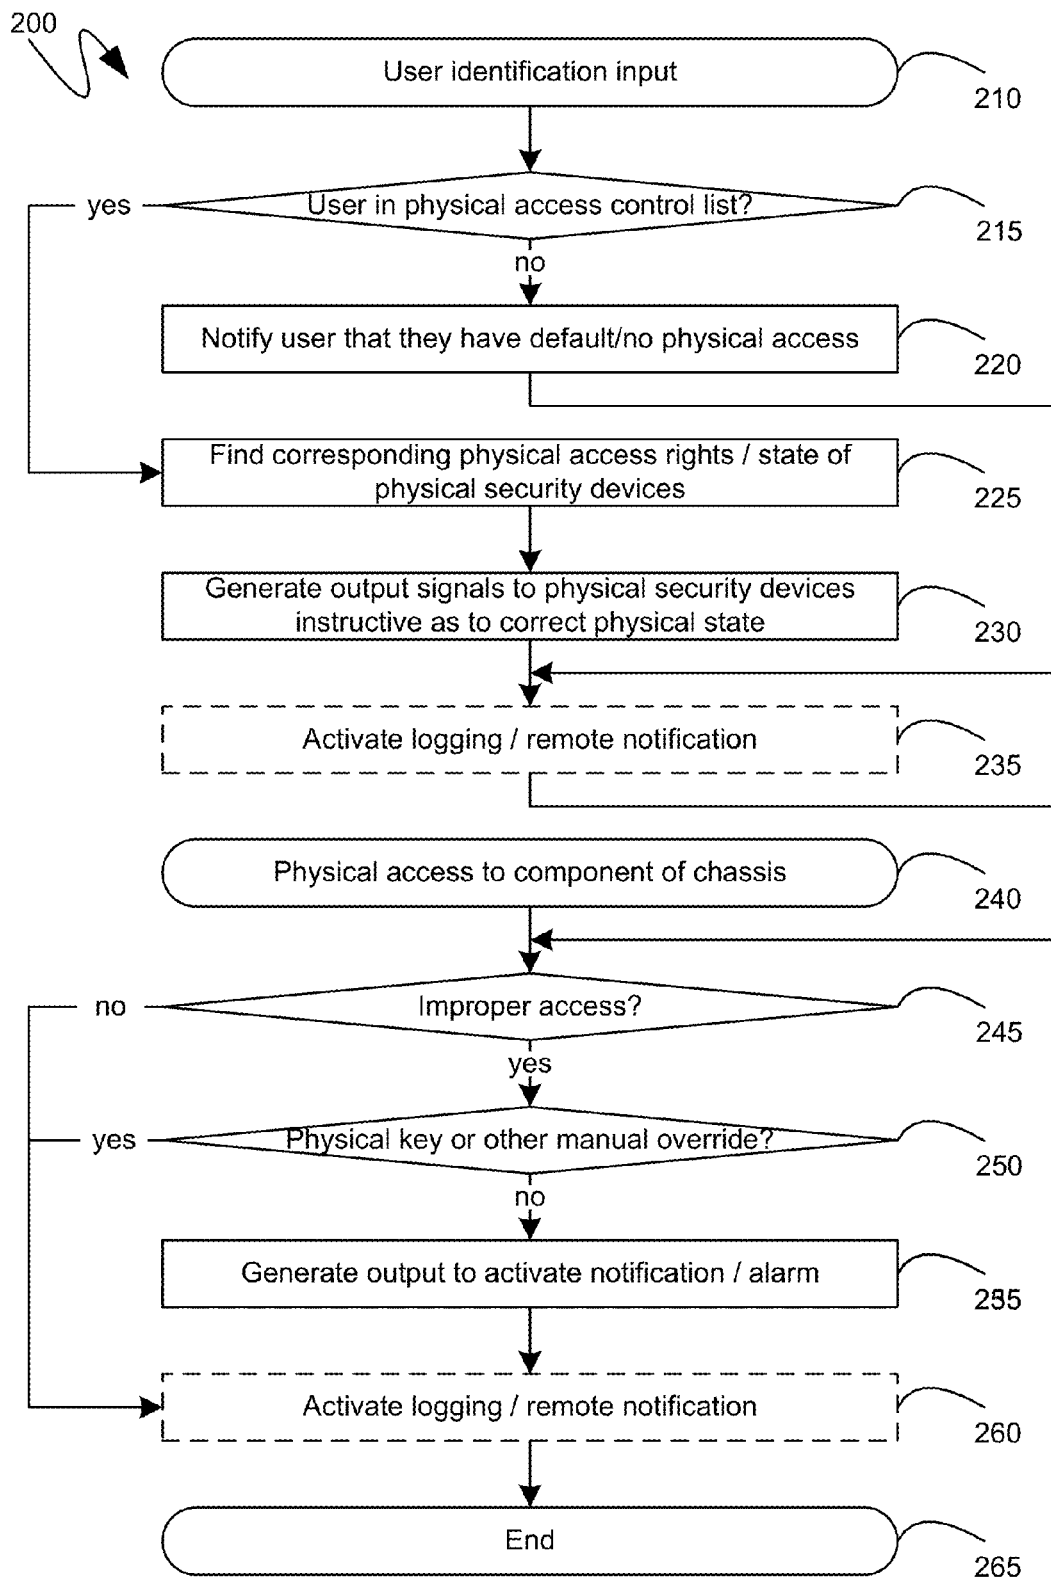 200
User identification input
210
yes
User in physical access control list?
215
no
Notify user that they have default/no physical access
220
Find corresponding physical access rights / state of
physical security devices
225
Generate output signals to physical security devices
instructive as to correct physical state
230
Activate logging / remote notification
235
Physical access to component of chassis
240
no
Improper access?
245
yes
yes
Physical key or other manual override?
250
no
Generate output to activate notification / alarm
Activate logging / remote notification
260
End
265